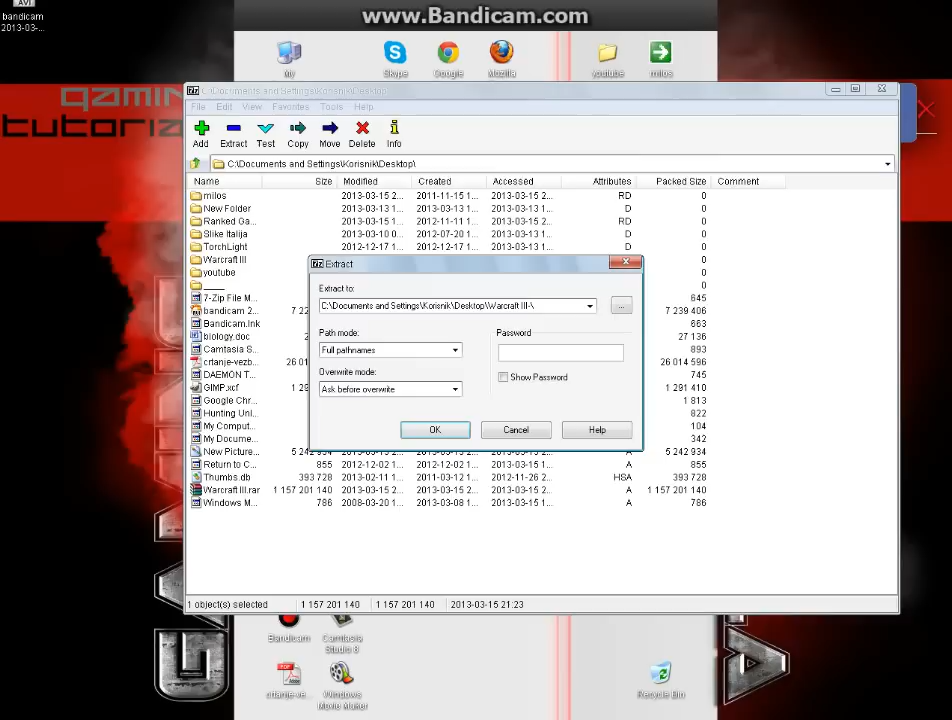 AVI
bandicam
2013-03-...
www.Bandicam.com
My
Skype
Google
Mozilla
youtube
milos
GAMING
tutoria
C:\Documents and Settings\Korisnik\Desktop\
File Edit View Favorites Tools Help
Add Extract Test Copy Move Delete Info
C:\Documents and Settings\Korisnik\Desktop\
Name Size Modified Created Accessed Attributes Packed Size Comment
milos 2013-03-15 2... 2011-11-15 1... 2013-03-15 2... RD 0
New Folder 2013-03-13 1... 2013-03-13 1... 2013-03-13 1... D 0
Ranked Ga... 2013-03-15 1... 2012-11-11 1... 2013-03-15 1... RD 0
Slike Italija 2013-03-10 0... 2012-07-20 1... 2013-03-13 1... D 0
TorchLight 2012-12-17 1... 2012-12-17 1... 2013-03-13 1... D 0
Warcraft III 0
youtube 0
____ 0
7-Zip File M... 845
bandicam 2... 7 22 7 239 406
Bandicam.lnk 663
biology.doc 27 136
Camtasia S... 893
crtanje-vezb... 26 01 26 014 596
DAEMON T... 745
GIMP.xcf 1 29 1 291 410
Google Chr... 1 813
Hunting Unl... 822
My Comput... 104
My Docume... 342
New Picture... 5 242 934 5 242 934
Return to C... 855 2012-12-02 1... 2012-12-02 1... 2013-03-15 1... A 855
Thumbs.db 393 728 2013-02-11 1... 2011-03-12 1... 2012-11-26 2... HSA 393 728
Warcraft III.rar 1 157 201 140 2013-03-15 2... 2013-03-15 2... 2013-03-15 2... A 1 157 201 140
Windows M... 786 2008-03-20 1... 2013-03-08 1... 2013-03-15 2... A 786
Extract
Extract to:
C:\Documents and Settings\Korisnik\Desktop\Warcraft III-\
...
Path mode:
Full pathnames
Password
Overwrite mode:
Ask before overwrite
Show Password
OK Cancel Help
1 object(s) selected 1 157 201 140 1 157 201 140 2013-03-15 21:23
Bandicam
Camtasia
Studio 8
crtanje-ve...
Windows
Movie Maker
Recycle Bin